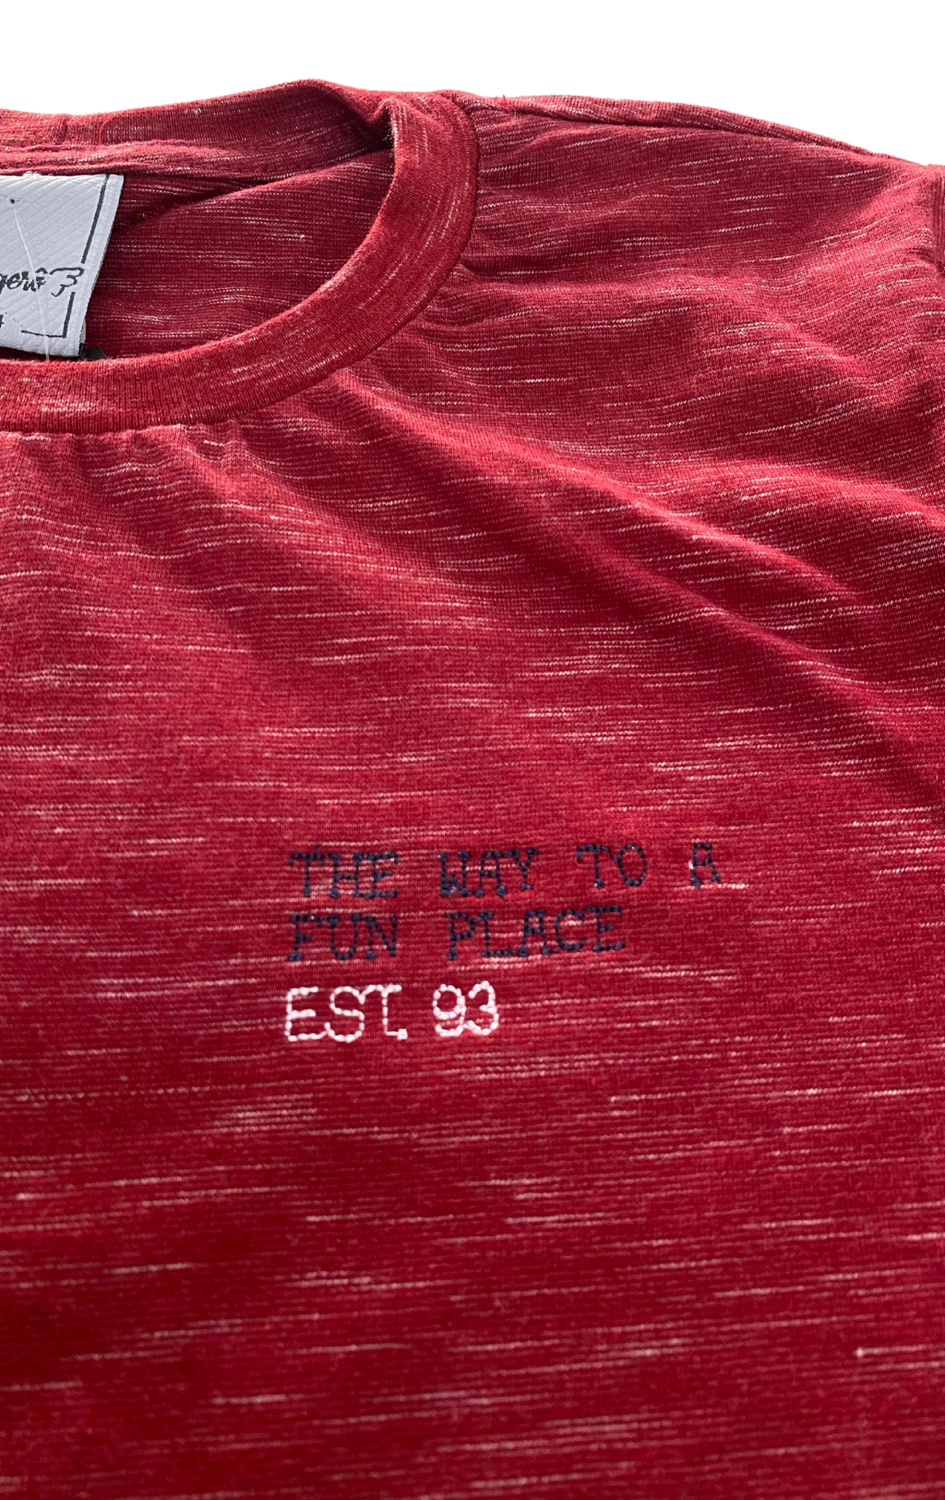 THE WAY TO A
FUN PLACE
EST. 93